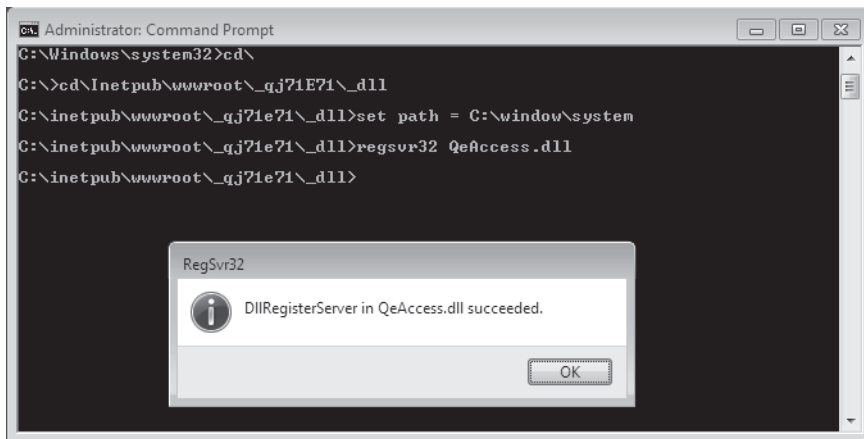 Administrator: Command Prompt
C:\Windows\system32>cd\
C:\>cd\Inetpub\wwwroot\_qj71E71\_dll
C:\inetpub\wwwroot\_qj71e71\_dll>set path = C:\window\system
C:\inetpub\wwwroot\_qj71e71\_dll>regsvr32 QeAccess.dll
C:\inetpub\wwwroot\_qj71e71\_dll>
RegSvr32
DllRegisterServer in QeAccess.dll succeeded.
OK